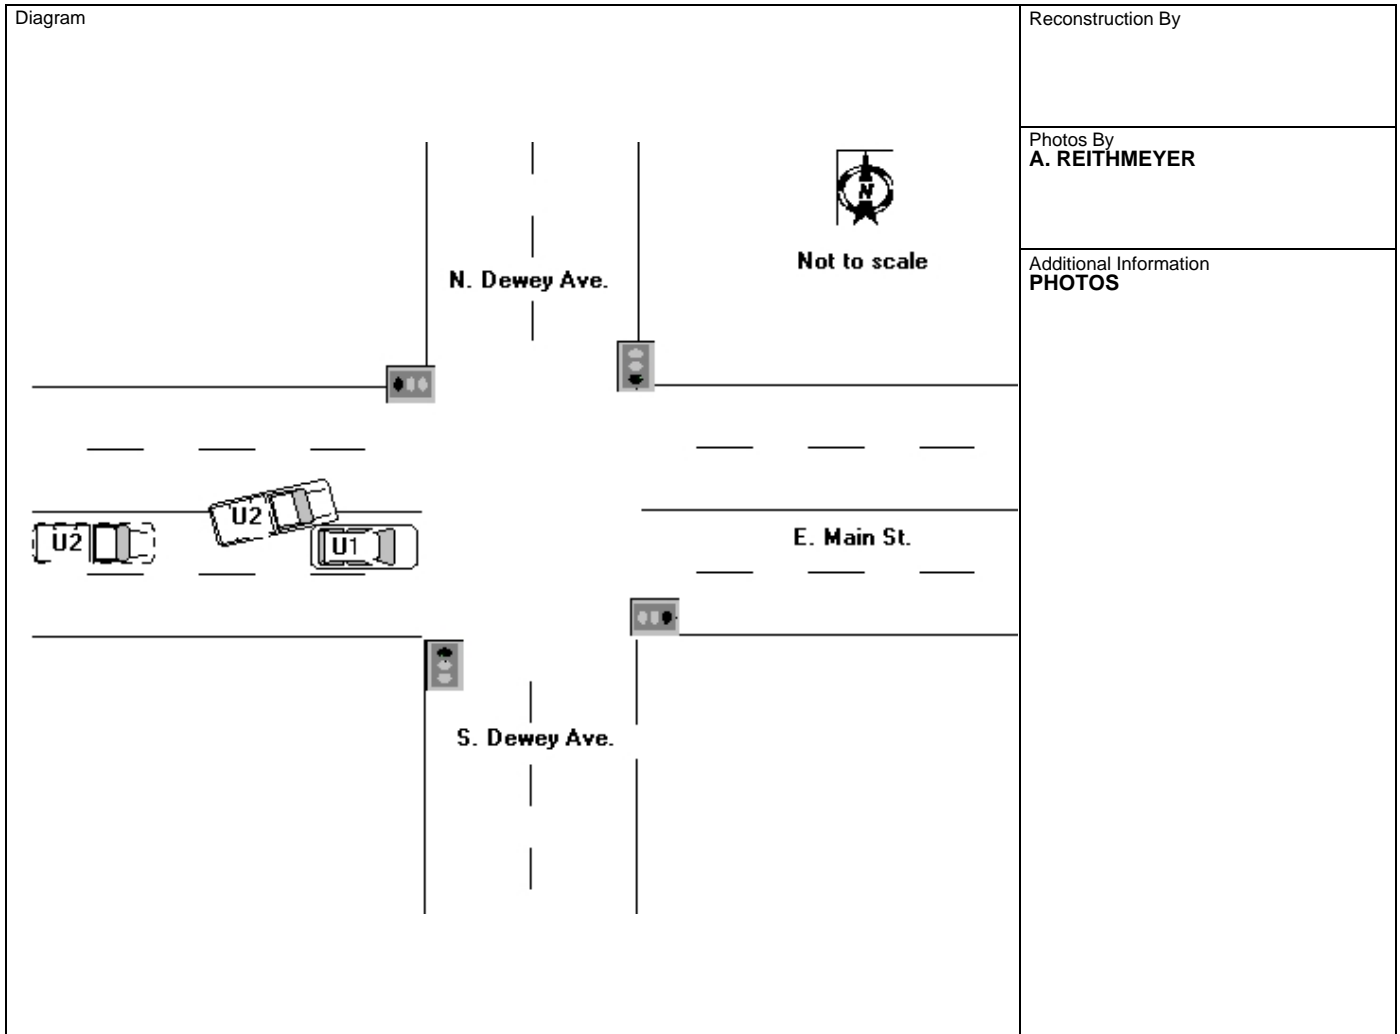 Diagram
Reconstruction By
Photos By
A. REITHMEYER
Additional Information
PHOTOS
N
Not to scale
N. Dewey Ave.
U2
U2
U1
E. Main St.
S. Dewey Ave.